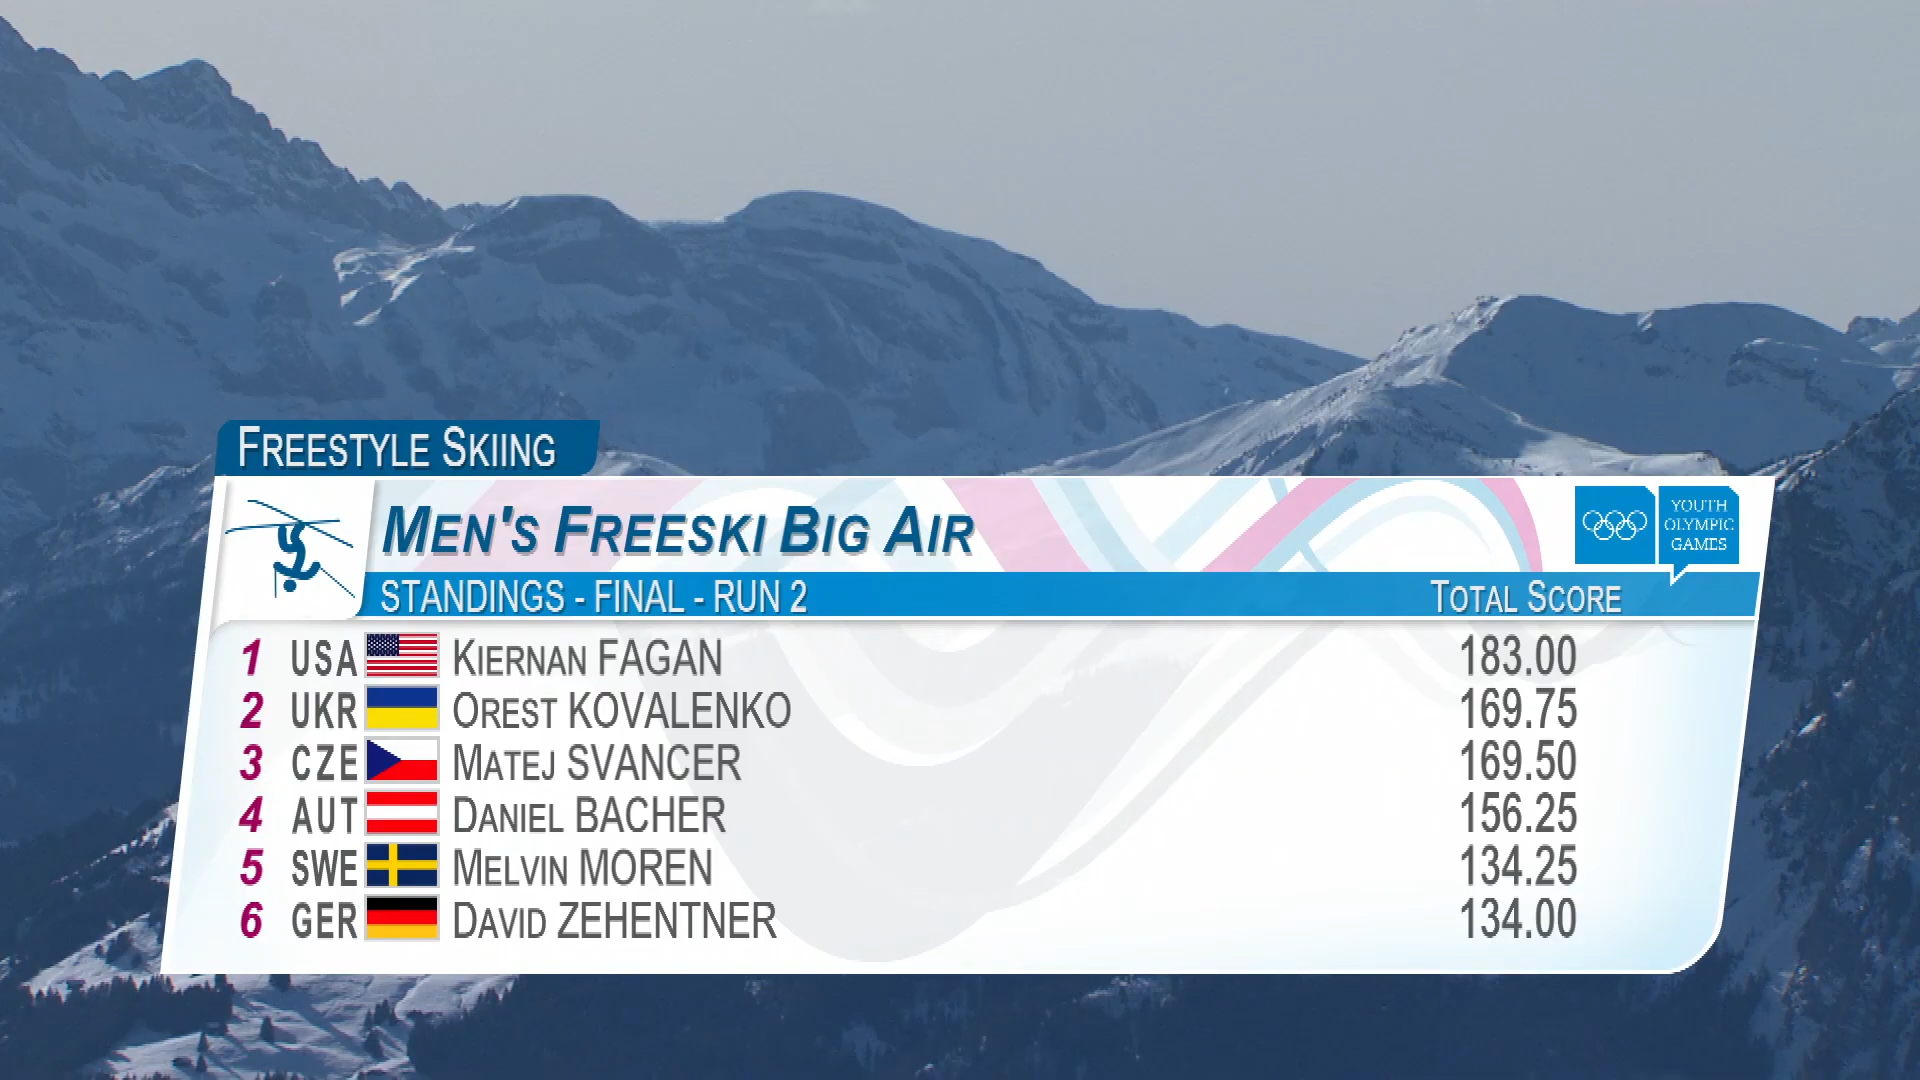 FREESTYLE SKIING
MEN'S FREESKI BIG AIR
YOUTH
OLYMPIC
GAMES
STANDINGS - FINAL - RUN 2 TOTAL SCORE
1 USA KIERNAN FAGAN 183.00
2 UKR OREST KOVALENKO 169.75
3 CZE MATEJ SVANCER 169.50
4 AUT DANIEL BACHER 156.25
5 SWE MELVIN MOREN 134.25
6 GER DAVID ZEHENTNER 134.00